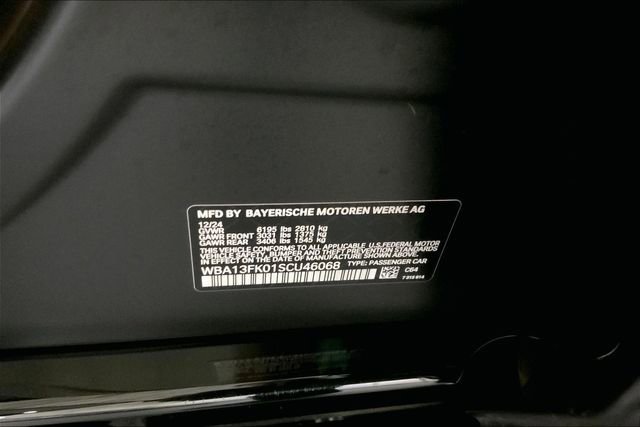 MFD BY BAYERISCHE MOTOREN WERKE AG
12/24
GVWR 6195 lbs 2810 kg
GAWR FRONT 3031 lbs 1375 kg
GAWR REAR 3406 lbs 1545 kg
THIS VEHICLE CONFORMS TO ALL APPLICABLE U.S. FEDERAL MOTOR
VEHICLE SAFETY, BUMPER AND THEFT PREVENTION STANDARDS
IN EFFECT ON THE DATE OF MANUFACTURE SHOWN ABOVE.
WBA13FK01SCU46068 TYPE: PASSENGER CAR
C64